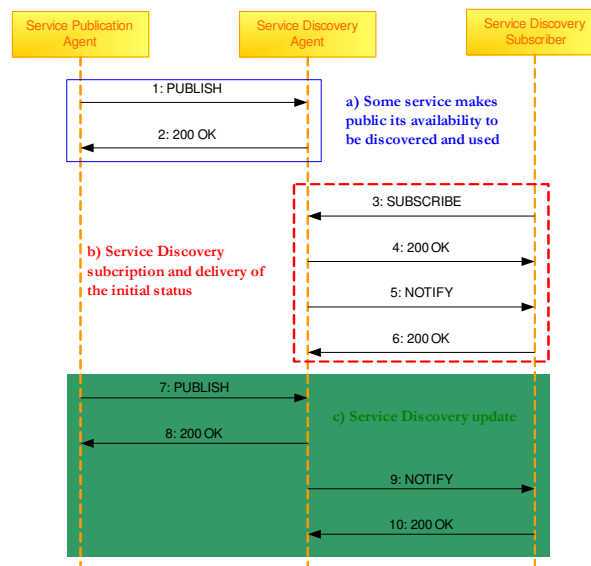 Service Publication
Agent
Service Discovery
Agent
Service Discovery
Subscriber
1: PUBLISH
a) Some service makes
public its availability to
be discovered and used
2: 200 OK
3: SUBSCRIBE
b) Service Discovery
subcription and delivery of
the initial status
4: 200 OK
5: NOTIFY
6: 200 OK
7: PUBLISH
c) Service Discovery update
8: 200 OK
9: NOTIFY
10: 200 OK